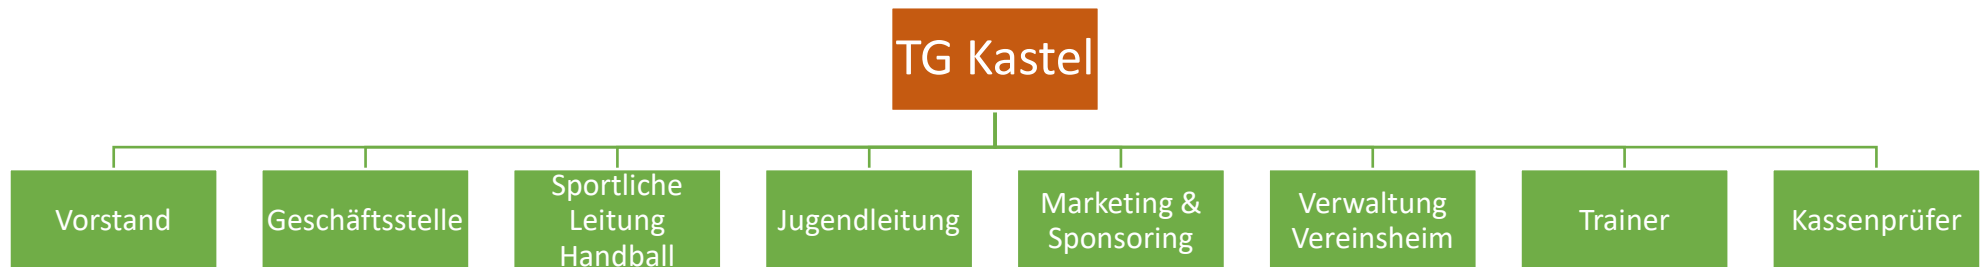 TG Kastel
Vorstand
Geschäftsstelle
Sportliche
Leitung
Handball
Jugendleitung
Marketing &
Sponsoring
Verwaltung
Vereinsheim
Trainer
Kassenprüfer